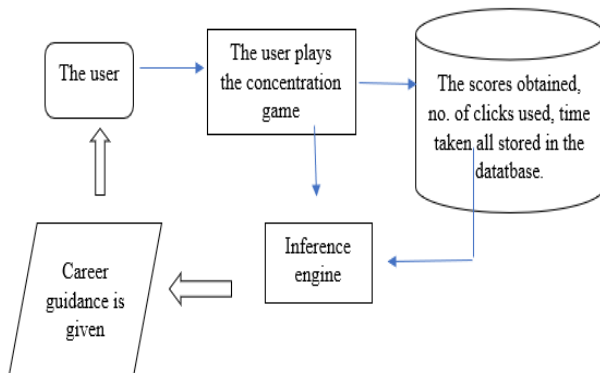 The user
The user plays
the concentration
game
The scores obtained,
no. of clicks used, time
taken all stored in the
datatbase.
Inference
engine
Career
guidance is
given